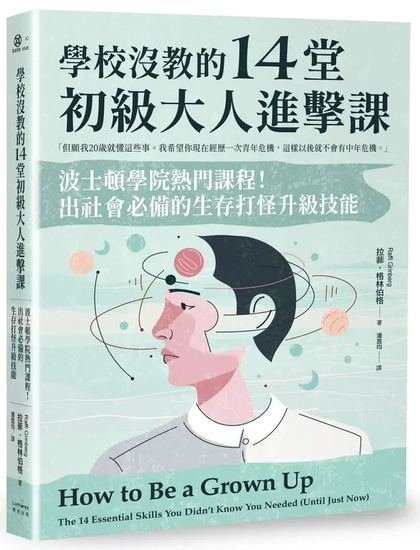 學校沒教的14堂
初級大人進擊課
「但願我20歲就懂這些事。我希望你現在經歷一次青年危機，這樣以後就不會有中年危機。」
波士頓學院熱門課程！
出社會必備的生存打怪升級技能
Raffi Grinberg
拉菲．格林伯格 著
潘昱均 譯
How to Be a Grown Up
The 14 Essential Skills You Didn't Know You Needed (Until Just Now)
belle vue
學校沒教的14堂初級大人進擊課
波士頓學院熱門課程！
出社會必備的
生存打怪升級技能
Raffi Grinberg
拉菲．格林伯格 著
潘昱均 譯